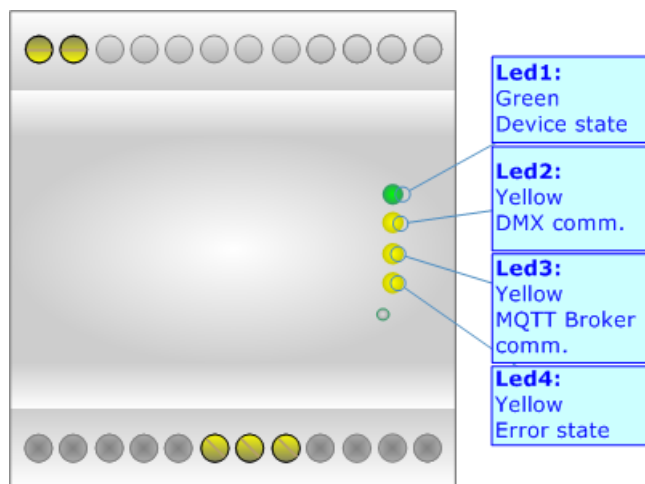 Led1:
Green
Device state
Led2:
Yellow
DMX comm.
Led3:
Yellow
MQTT Broker
comm.
Led4:
Yellow
Error state